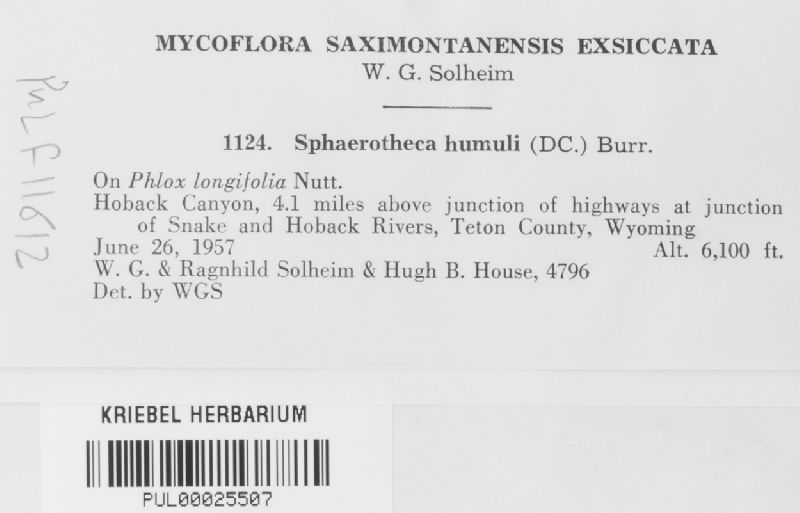 MYCOFLORA SAXIMONTANENSIS EXSICCATA
W. G. Solheim
1124. Sphaerotheca humuli (DC.) Burr.
On Phlox longifolia Nutt.
Hoback Canyon, 4.1 miles above junction of highways at junction
of Snake and Hoback Rivers, Teton County, Wyoming
June 26, 1957 Alt. 6,100 ft.
W. G. & Ragnhild Solheim & Hugh B. House, 4796
Det. by WGS
PUL F11612
KRIEBEL HERBARIUM
PUL00025507